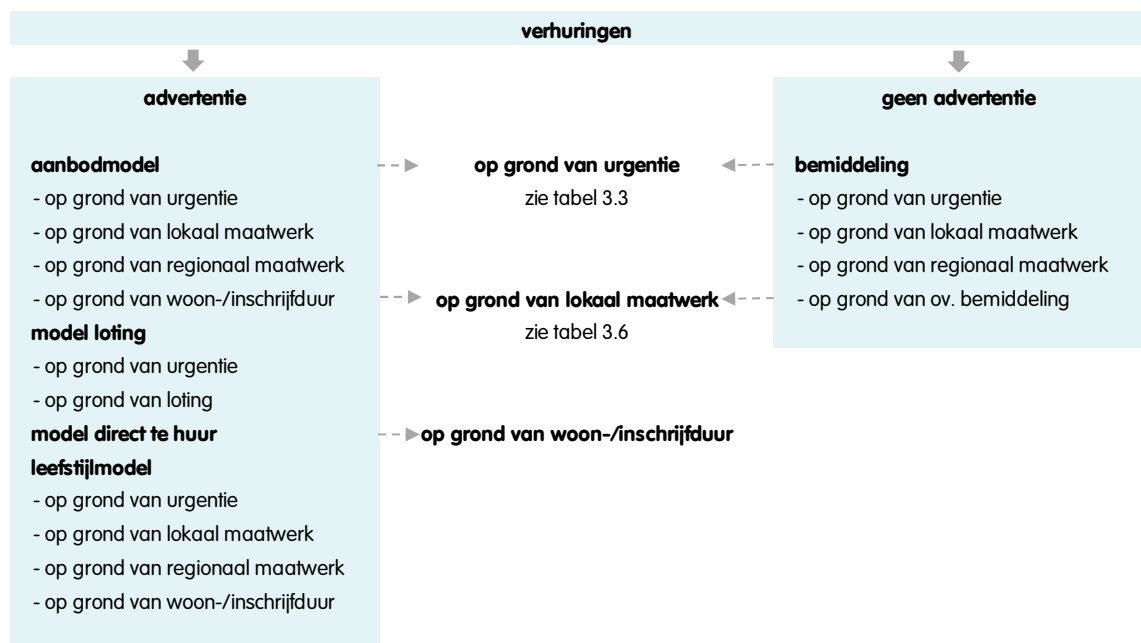 verhuringen
advertentie
aanbodmodel
- op grond van urgentie
- op grond van lokaal maatwerk
- op grond van regionaal maatwerk
- op grond van woon-/inschrijfduur
model loting
- op grond van urgentie
- op grond van loting
model direct te huur
leefstijlmodel
- op grond van urgentie
- op grond van lokaal maatwerk
- op grond van regionaal maatwerk
- op grond van woon-/inschrijfduur
op grond van urgentie
zie tabel 3.3
op grond van lokaal maatwerk
zie tabel 3.6
op grond van woon-/inschrijfduur
geen advertentie
bemiddeling
- op grond van urgentie
- op grond van lokaal maatwerk
- op grond van regionaal maatwerk
- op grond van ov. bemiddeling